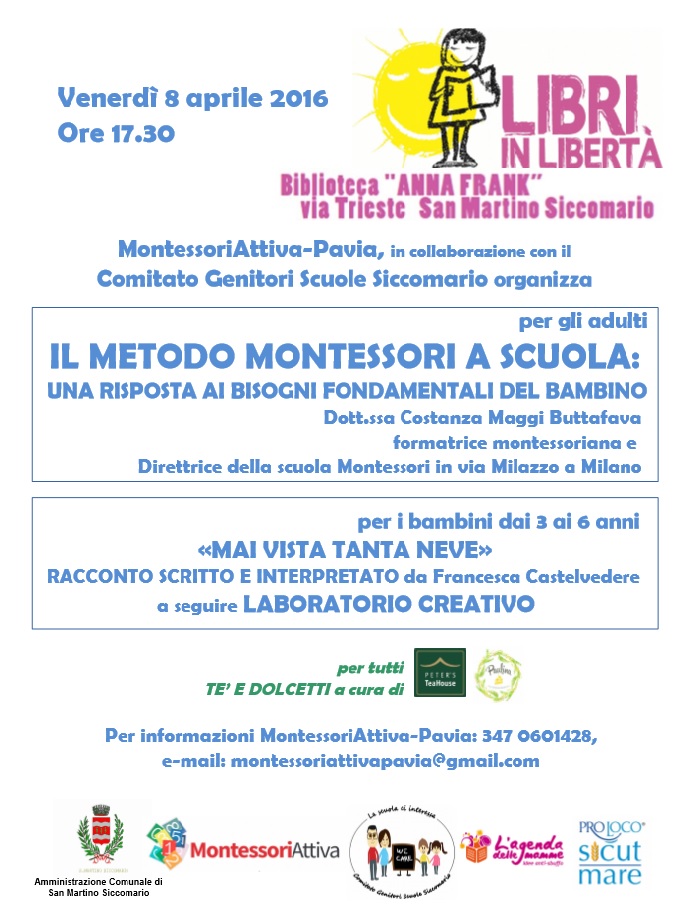 Venerdì 8 aprile 2016
Ore 17.30
LIBRI
IN LIBERTÀ
Biblioteca "ANNA FRANK"
via Trieste San Martino Siccomario
MontessoriAttiva-Pavia, in collaborazione con il
Comitato Genitori Scuole Siccomario organizza
per gli adulti
IL METODO MONTESSORI A SCUOLA:
UNA RISPOSTA AI BISOGNI FONDAMENTALI DEL BAMBINO
Dott.ssa Costanza Maggi Buttafava
formatrice montessoriana e
Direttrice della scuola Montessori in via Milazzo a Milano
per i bambini dai 3 ai 6 anni
«MAI VISTA TANTA NEVE»
RACCONTO SCRITTO E INTERPRETATO da Francesca Castelvedere
a seguire LABORATORIO CREATIVO
per tutti
TE' E DOLCETTI a cura di
PETER'S
TeaHouse
Paulina
Per informazioni MontessoriAttiva-Pavia: 347 0601428,
e-mail: montessoriattivapavia@gmail.com
Amministrazione Comunale di
San Martino Siccomario
MontessoriAttiva
La scuola ci interessa
WE
CARE
Comitato Genitori Scuole Siccomario
L'agenda
delle mamme
idee anti-sbuffo
PRO LOCO
sicut
mare